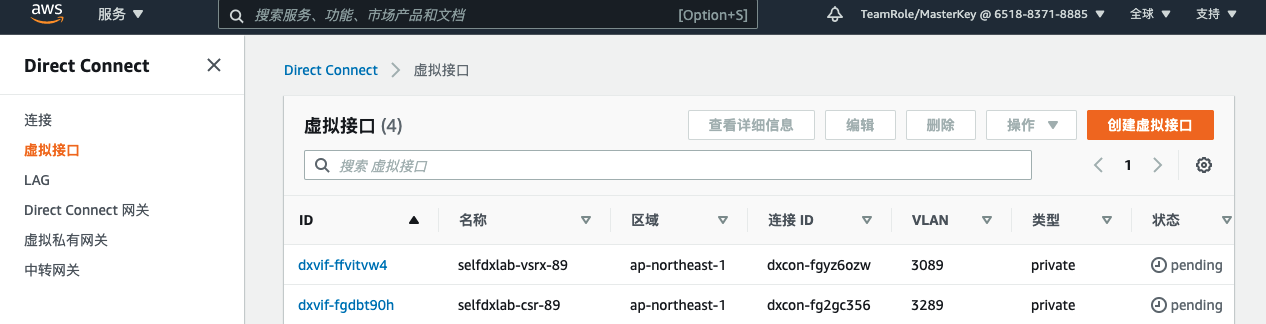 aws 服务 ▼ 搜索服务、功能、市场产品和文档 [Option+S] TeamRole/MasterKey @ 6518-8371-8885 ▼ 全球 ▼ 支持 ▼
Direct Connect
连接
虚拟接口
LAG
Direct Connect 网关
虚拟私有网关
中转网关
Direct Connect > 虚拟接口
虚拟接口 (4) 查看详细信息 编辑 删除 操作 ▼ 创建虚拟接口
搜索 虚拟接口 < 1 >
ID 名称 区域 连接 ID VLAN 类型 状态
dxvif-ffvitvw4 selfdxlab-vsrx-89 ap-northeast-1 dxcon-fgyz6ozw 3089 private pending
dxvif-fgdbt90h selfdxlab-csr-89 ap-northeast-1 dxcon-fg2gc356 3289 private pending